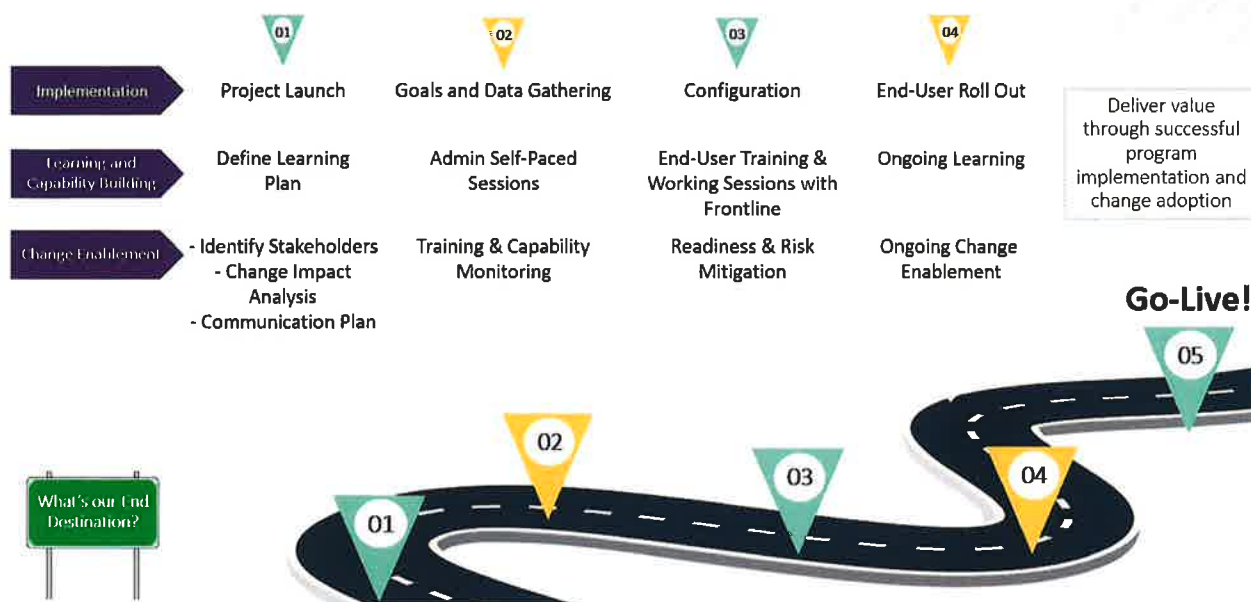 01
02
03
04
Implementation
Project Launch
Goals and Data Gathering
Configuration
End-User Roll Out
Deliver value
through successful
program
implementation and
change adoption
Learning and
Capability Building
Define Learning
Plan
Admin Self-Paced
Sessions
End-User Training &
Working Sessions with
Frontline
Ongoing Learning
Change Enablement
- Identify Stakeholders
- Change Impact
Analysis
- Communication Plan
Training & Capability
Monitoring
Readiness & Risk
Mitigation
Ongoing Change
Enablement
Go-Live!
05
02
03
04
01
What's our End
Destination?